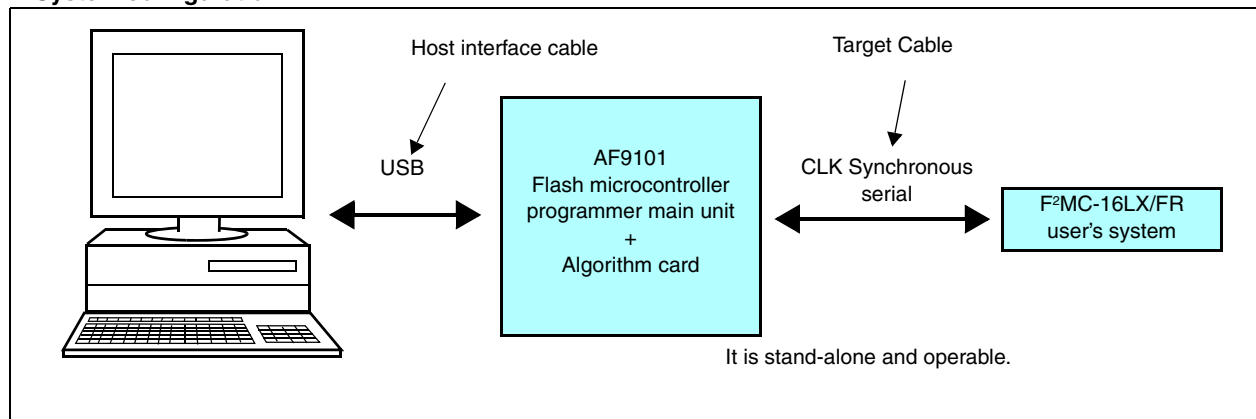 Host interface cable
Target Cable
USB
AF9101
Flash microcontroller
programmer main unit
+
Algorithm card
CLK Synchronous
serial
F²MC-16LX/FR
user's system
It is stand-alone and operable.